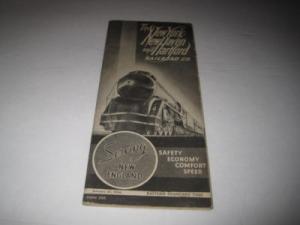 The New York
New Haven
and Hartford
RAILROAD CO.
Serving
NEW
ENGLAND
SAFETY
ECONOMY
COMFORT
SPEED
EASTERN STANDARD TIME